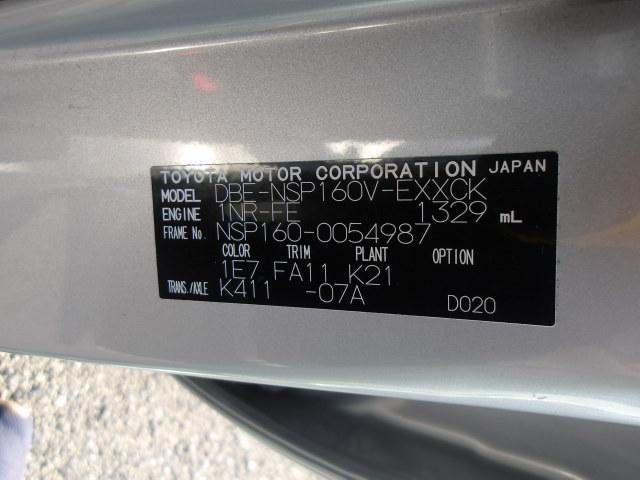 TOYOTA MOTOR CORPORATION JAPAN
MODEL DBE-NSP160V-EXXCK
ENGINE 1NR-FE 1329 mL
FRAME No. NSP160-0054987
COLOR TRIM PLANT OPTION
1E7 FA11 K21
TRANS./AXLE K411 -07A
D020